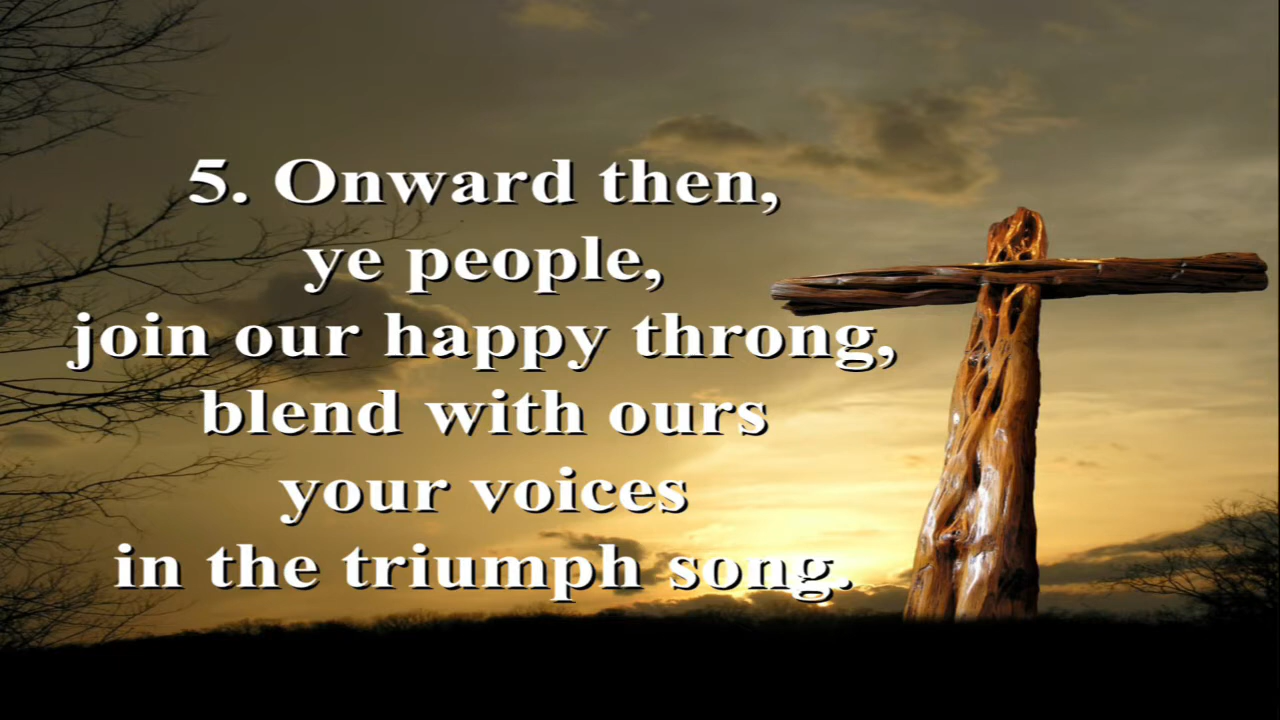 5. Onward then,
ye people,
join our happy throng,
blend with ours
your voices
in the triumph song.